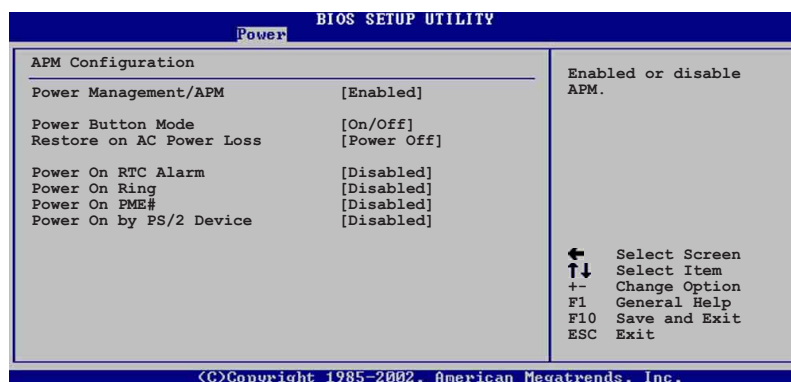 BIOS SETUP UTILITY
Power
APM Configuration
Power Management/APM [Enabled]
Power Button Mode [On/Off]
Restore on AC Power Loss [Power Off]
Power On RTC Alarm [Disabled]
Power On Ring [Disabled]
Power On PME# [Disabled]
Power On by PS/2 Device [Disabled]
Enabled or disable
APM.
← Select Screen
↑↓ Select Item
+- Change Option
F1 General Help
F10 Save and Exit
ESC Exit
(C)Copyright 1985-2002, American Megatrends, Inc.